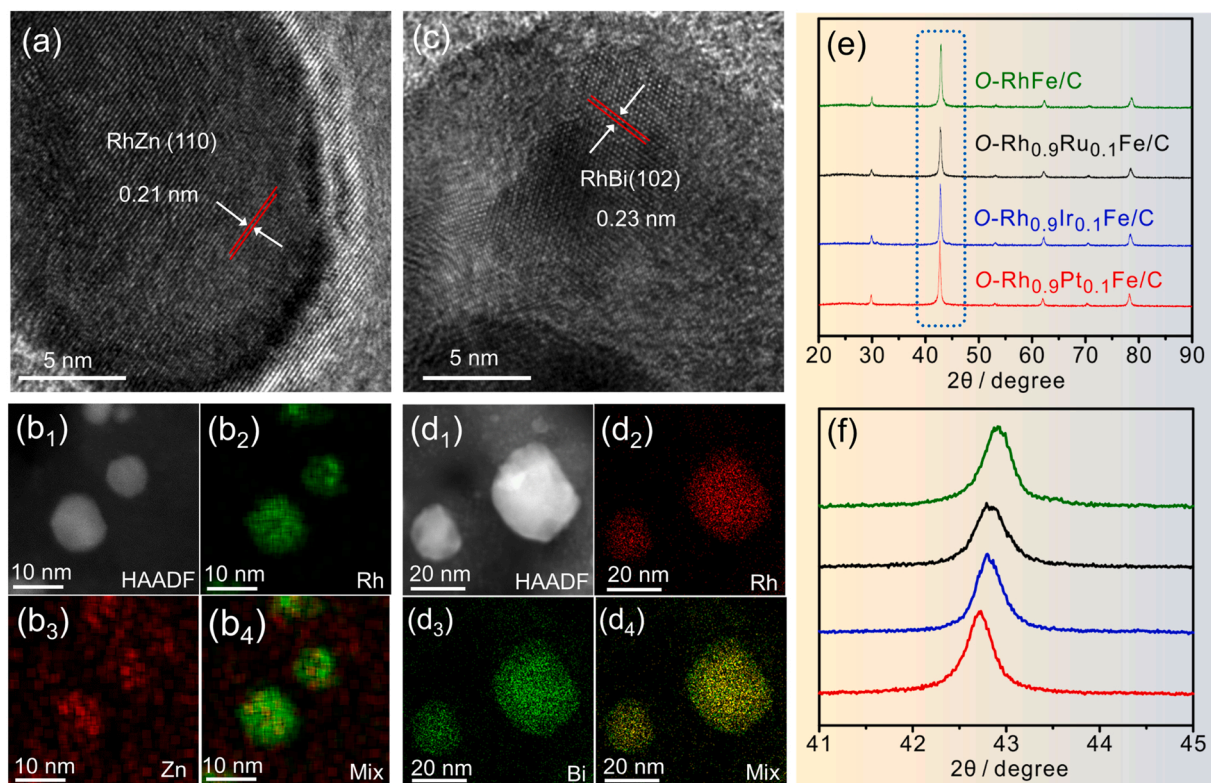 (a)
RhZn (110)
0.21 nm
5 nm
(c)
RhBi(102)
0.23 nm
5 nm
(e)
O-RhFe/C
O-Rh0.9Ru0.1Fe/C
O-Rh0.9Ir0.1Fe/C
O-Rh0.9Pt0.1Fe/C
20 30 40 50 60 70 80 90
2θ / degree
(b1)
10 nm
HAADF
(b2)
10 nm
Rh
(d1)
20 nm
HAADF
(d2)
20 nm
Rh
(b3)
10 nm
Zn
(b4)
10 nm
Mix
(d3)
20 nm
Bi
(d4)
20 nm
Mix
(f)
41 42 43 44 45
2θ / degree